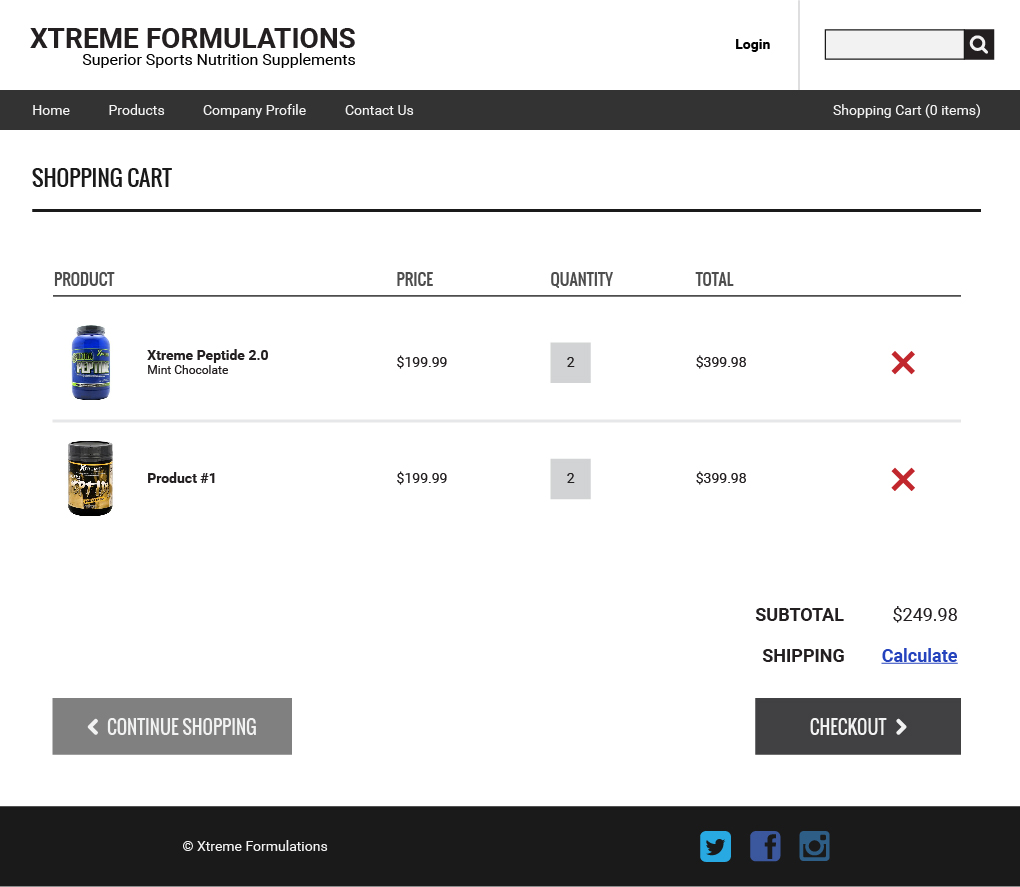 XTREME FORMULATIONS
Superior Sports Nutrition Supplements
Login
Home Products Company Profile Contact Us Shopping Cart (0 items)
SHOPPING CART
PRODUCT PRICE QUANTITY TOTAL
PEPTIDE
Xtreme Peptide 2.0
Mint Chocolate
$199.99 2 $399.98
Product #1 $199.99 2 $399.98
SUBTOTAL $249.98
SHIPPING Calculate
CONTINUE SHOPPING CHECKOUT
© Xtreme Formulations